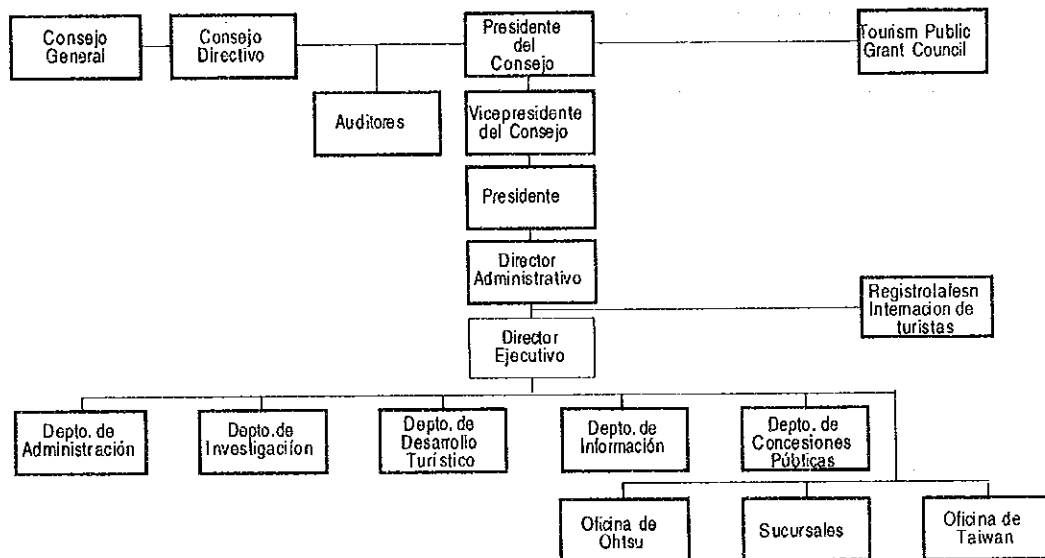 Consejo
General
Consejo
Directivo
Presidente
del
Consejo
Tourism Public
Grant Council
Auditores
Vicepresidente
del Consejo
Presidente
Director
Administrativo
Registrolafesn
Internacion de
turistas
Director
Ejecutivo
Depto. de
Administración
Depto. de
Investigaciíon
Depto. de
Desarrollo
Turístico
Depto. de
Información
Depto. de
Concesiones
Públicas
Oficina de
Ohtsu
Sucursales
Oficina de
Taiwan